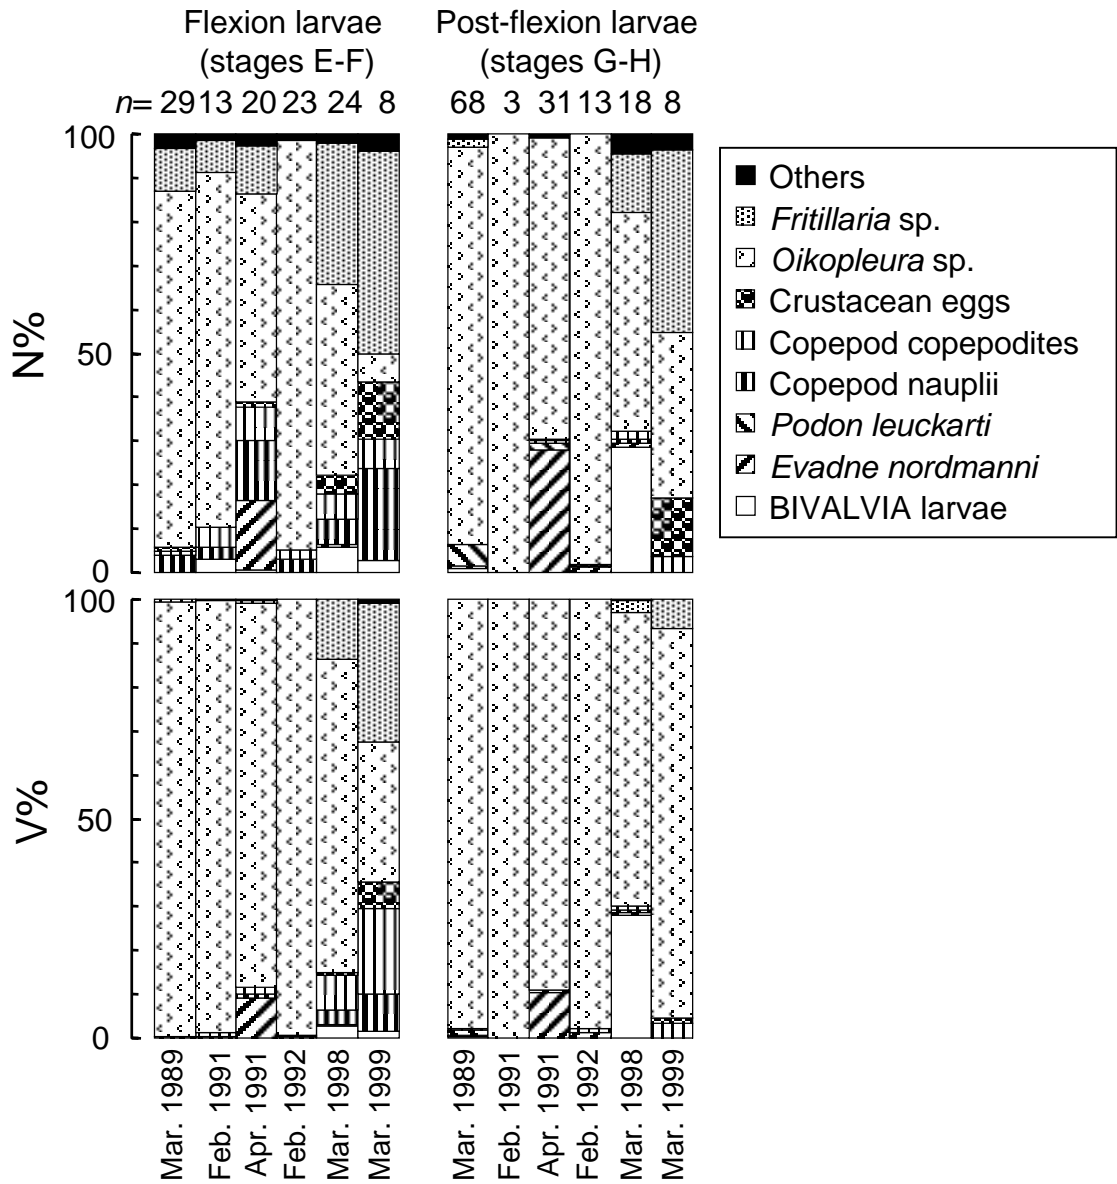 Flexion larvae
(stages E-F)
Post-flexion larvae
(stages G-H)
n= 29 13 20 23 24 8
68 3 31 13 18 8
N%
100
50
0
V%
100
50
0
Others
Fritillaria sp.
Oikopleura sp.
Crustacean eggs
Copepod copepodites
Copepod nauplii
Podon leuckarti
Evadne nordmanni
BIVALVIA larvae
Mar. 1989
Feb. 1991
Apr. 1991
Feb. 1992
Mar. 1998
Mar. 1999
Mar. 1989
Feb. 1991
Apr. 1991
Feb. 1992
Mar. 1998
Mar. 1999